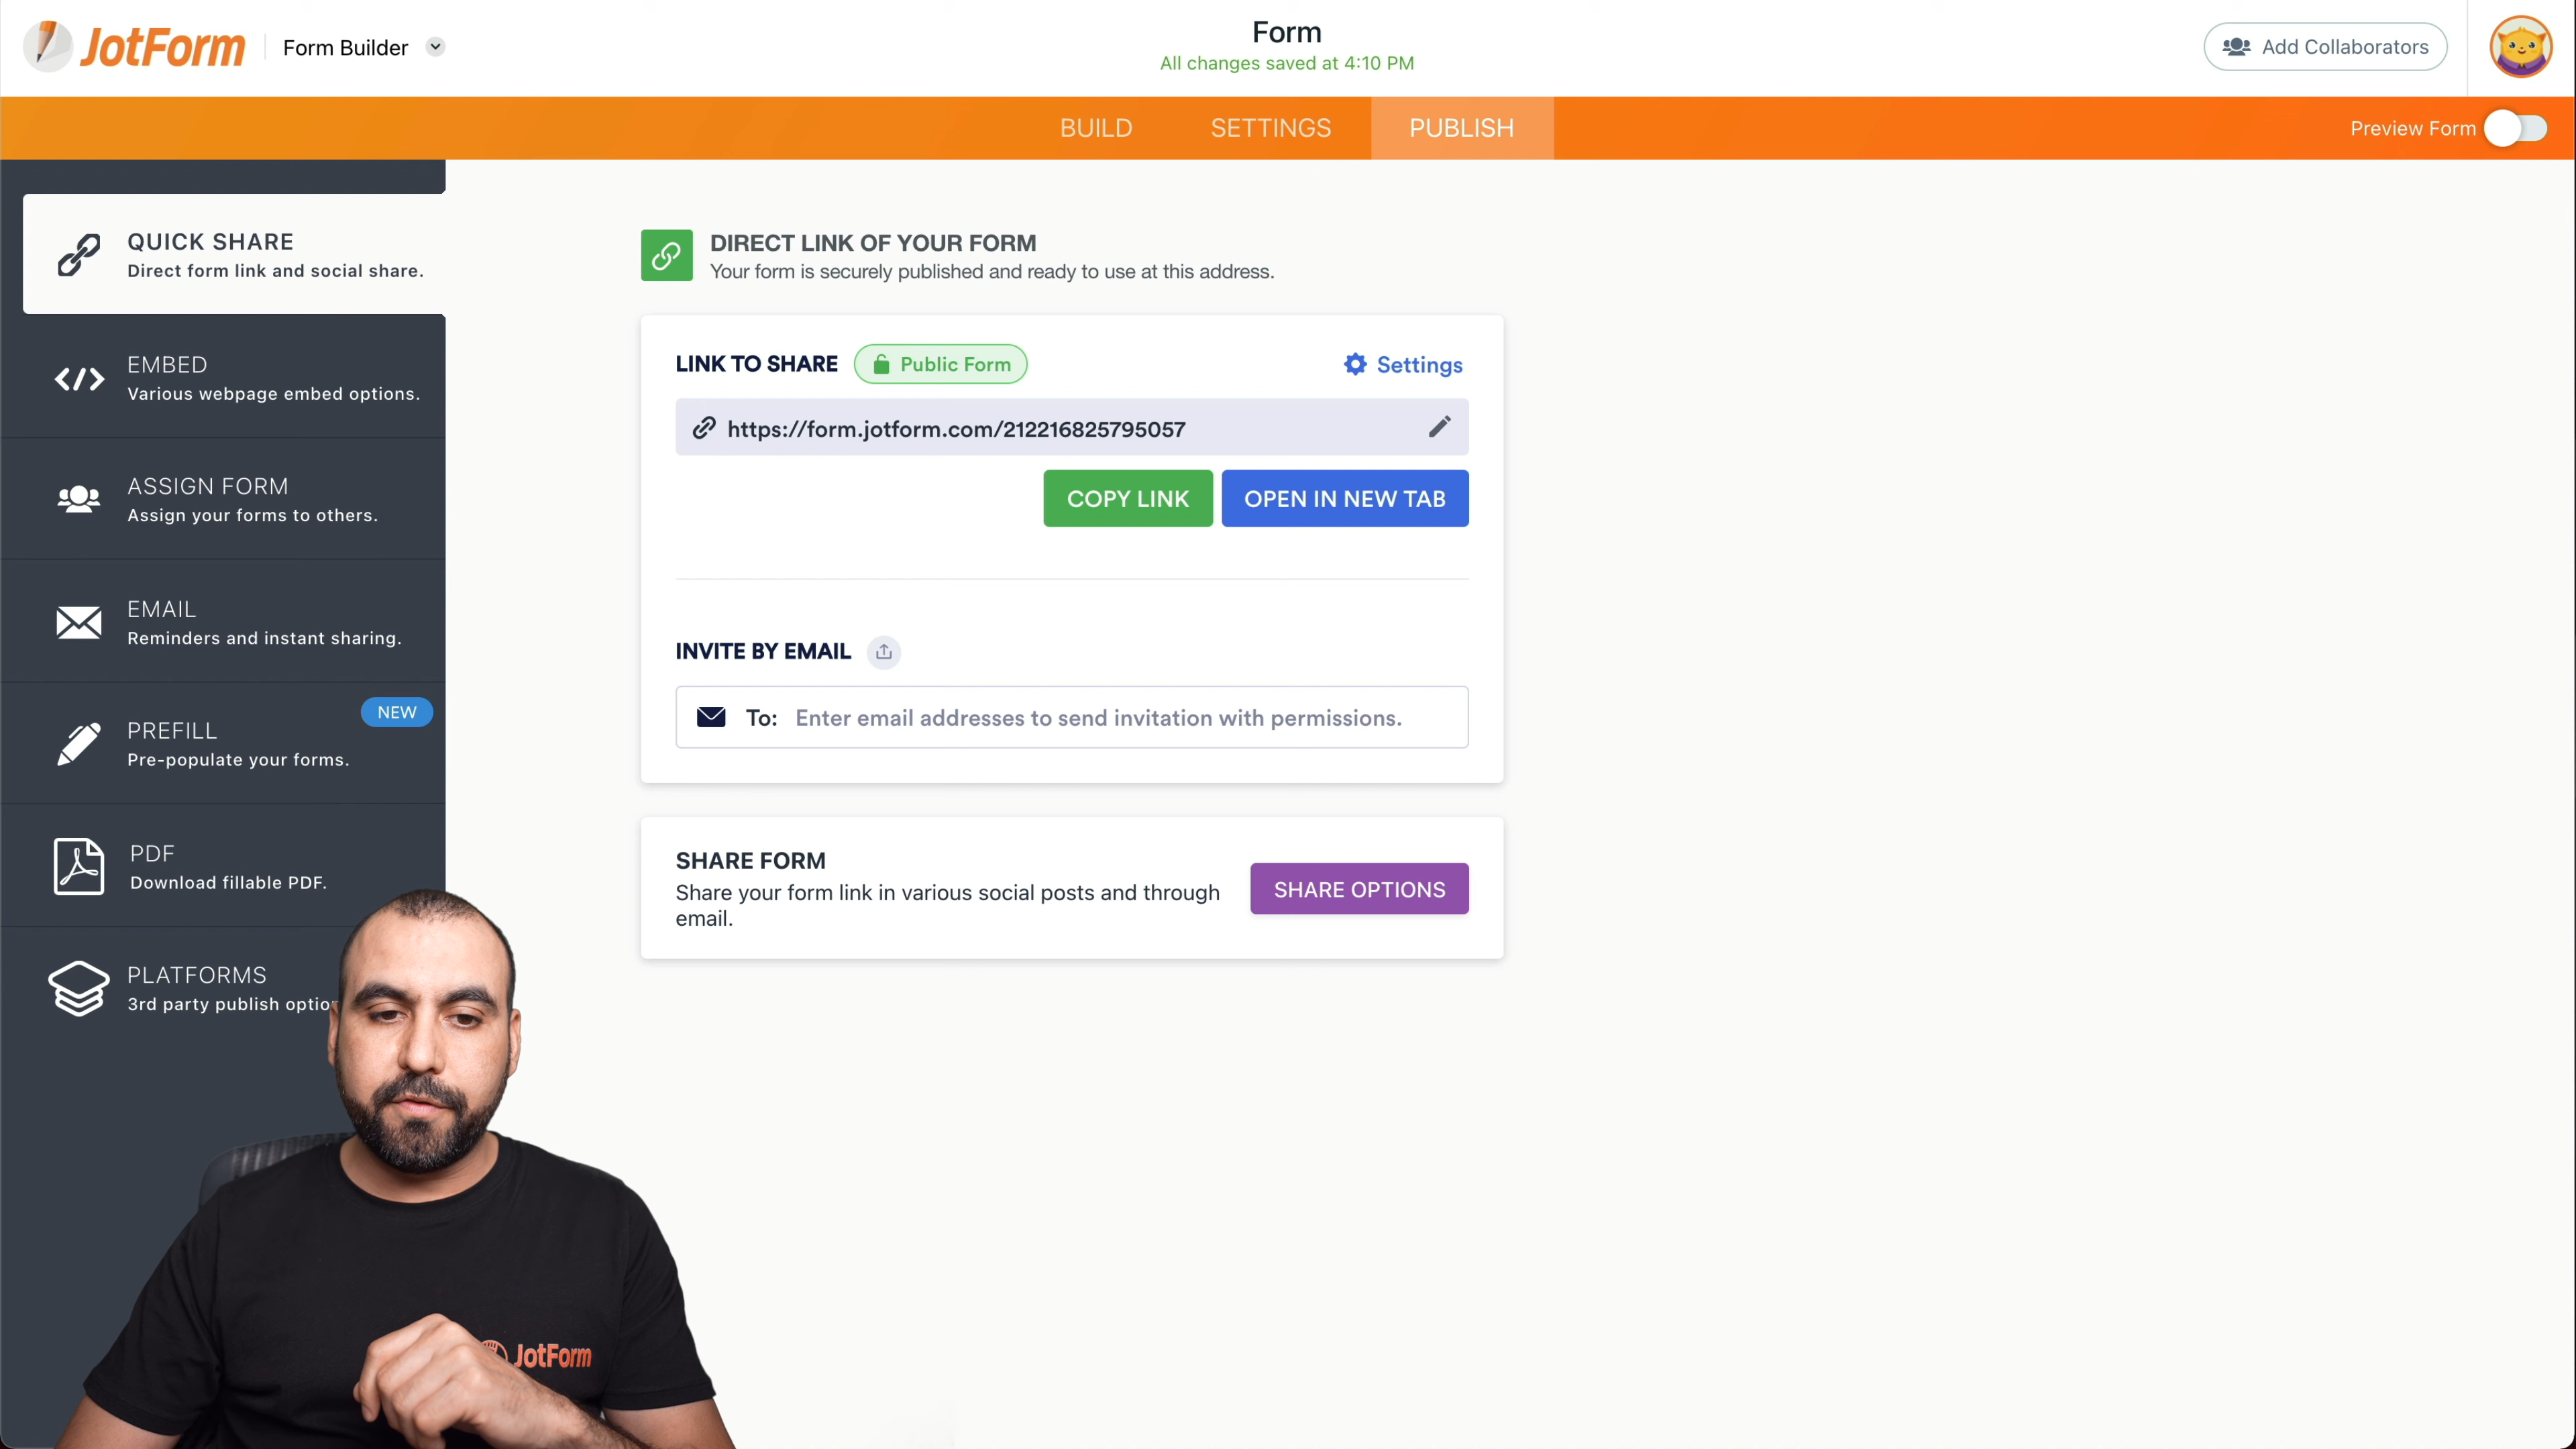 JotForm
Form Builder
Form
All changes saved at 4:10 PM
Add Collaborators
BUILD
SETTINGS
PUBLISH
Preview Form
QUICK SHARE
Direct form link and social share.
EMBED
Various webpage embed options.
ASSIGN FORM
Assign your forms to others.
EMAIL
Reminders and instant sharing.
NEW
PREFILL
Pre-populate your forms.
PDF
Download fillable PDF.
PLATFORMS
3rd party publish
DIRECT LINK OF YOUR FORM
Your form is securely published and ready to use at this address.
LINK TO SHARE
Public Form
Settings
https://form.jotform.com/212216825795057
COPY LINK
OPEN IN NEW TAB
INVITE BY EMAIL
To: Enter email addresses to send invitation with permissions.
SHARE FORM
Share your form link in various social posts and through
email.
SHARE OPTIONS
JotForm